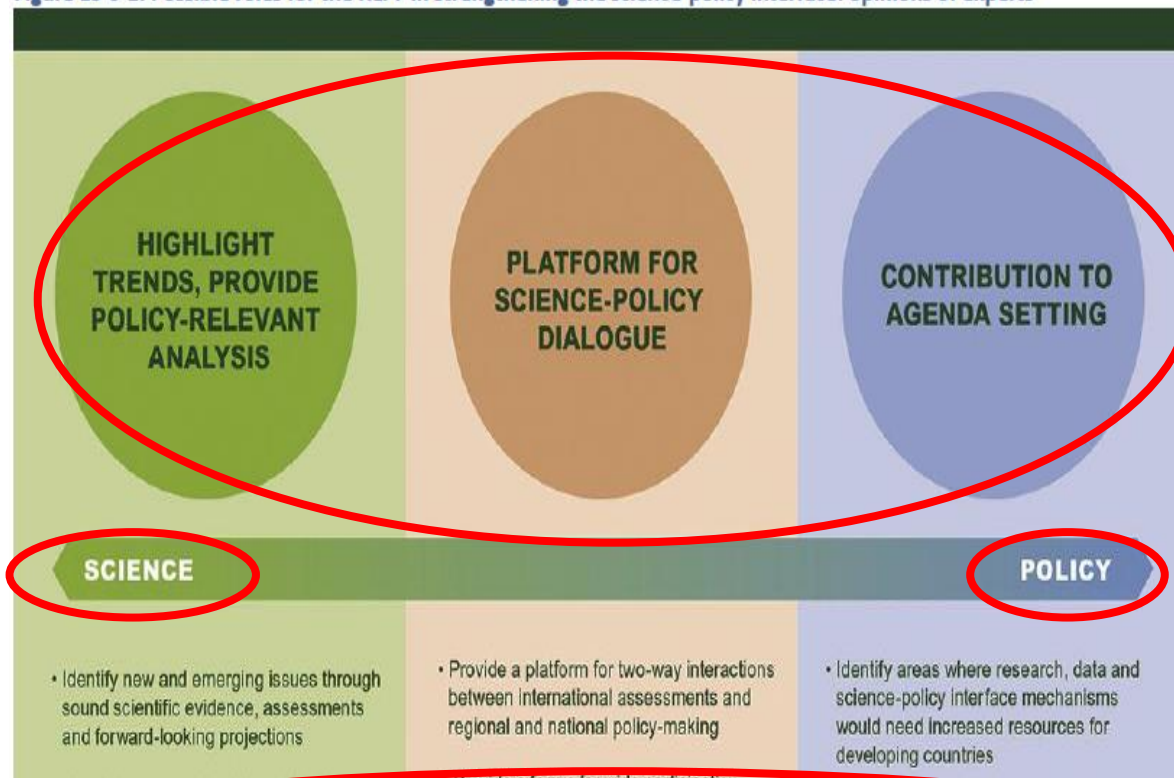 HIGHLIGHT
TRENDS, PROVIDE
POLICY-RELEVANT
ANALYSIS
PLATFORM FOR
SCIENCE-POLICY
DIALOGUE
CONTRIBUTION TO
AGENDA SETTING
SCIENCE
POLICY
• Identify new and emerging issues through
sound scientific evidence, assessments
and forward-looking projections
• Provide a platform for two-way interactions
between international assessments and
regional and national policy-making
• Identify areas where research, data and
science-policy interface mechanisms
would need increased resources for
developing countries